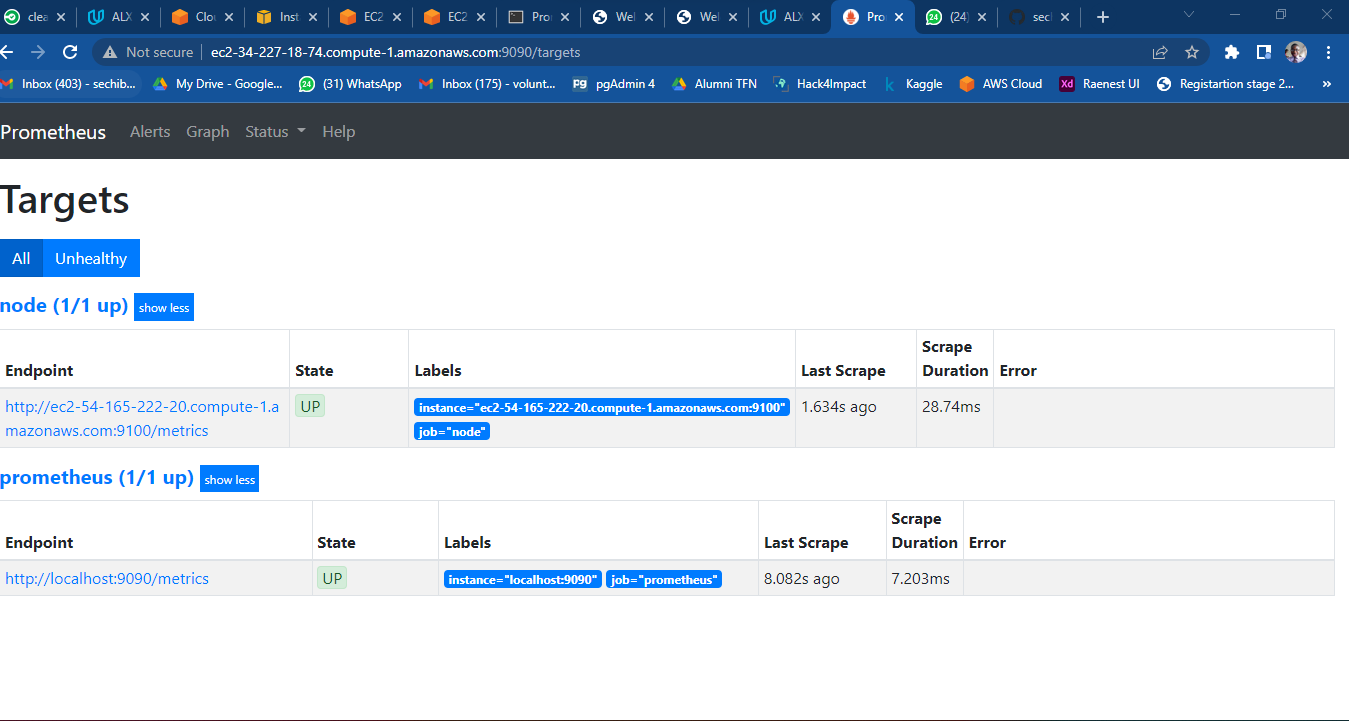 clea
ALX
Clou
Inst
EC2
EC2
Pro
Wel
Wel
ALX
Pro
(24)
secl
Not secure
ec2-34-227-18-74.compute-1.amazonaws.com:9090/targets
Inbox (403) - sechib...
My Drive - Google...
24
(31) WhatsApp
Inbox (175) - volunt...
pgAdmin 4
Alumni TFN
Hack4Impact
Kaggle
AWS Cloud
Raenest UI
Registartion stage 2...
»
Prometheus Alerts Graph Status Help
Targets
All Unhealthy
node (1/1 up) show less
Endpoint State Labels Last Scrape Scrape Duration Error
http://ec2-54-165-222-20.compute-1.a
mazonaws.com:9100/metrics
UP
instance="ec2-54-165-222-20.compute-1.amazonaws.com:9100"
job="node"
1.634s ago
28.74ms
prometheus (1/1 up) show less
Endpoint State Labels Last Scrape Scrape Duration Error
http://localhost:9090/metrics UP instance="localhost:9090" job="prometheus" 8.082s ago 7.203ms